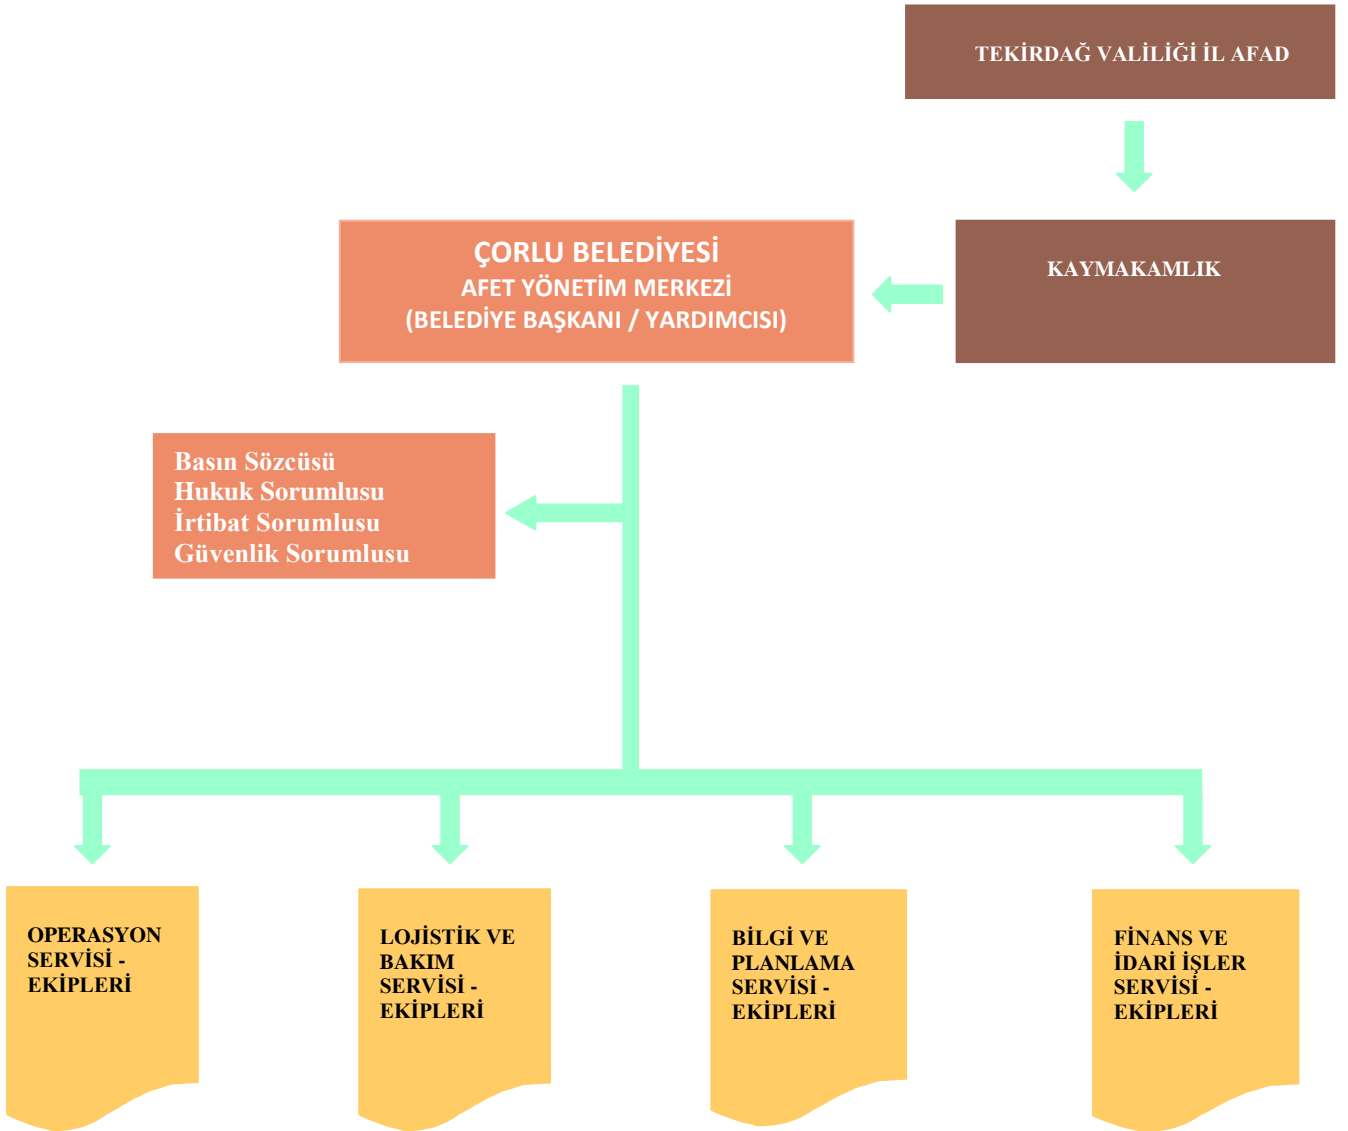 TEKİRDAĞ VALİLİĞİ İL AFAD
ÇORLU BELEDİYESİ
AFET YÖNETİM MERKEZİ
(BELEDİYE BAŞKANI / YARDIMCISI)
KAYMAKAMLIK
Basın Sözcüsü
Hukuk Sorumlusu
İrtibat Sorumlusu
Güvenlik Sorumlusu
OPERASYON
SERVİSİ -
EKİPLERİ
LOJİSTİK VE
BAKIM
SERVİSİ -
EKİPLERİ
BİLGİ VE
PLANLAMA
SERVİSİ -
EKİPLERİ
FİNANS VE
İDARİ İŞLER
SERVİSİ -
EKİPLERİ